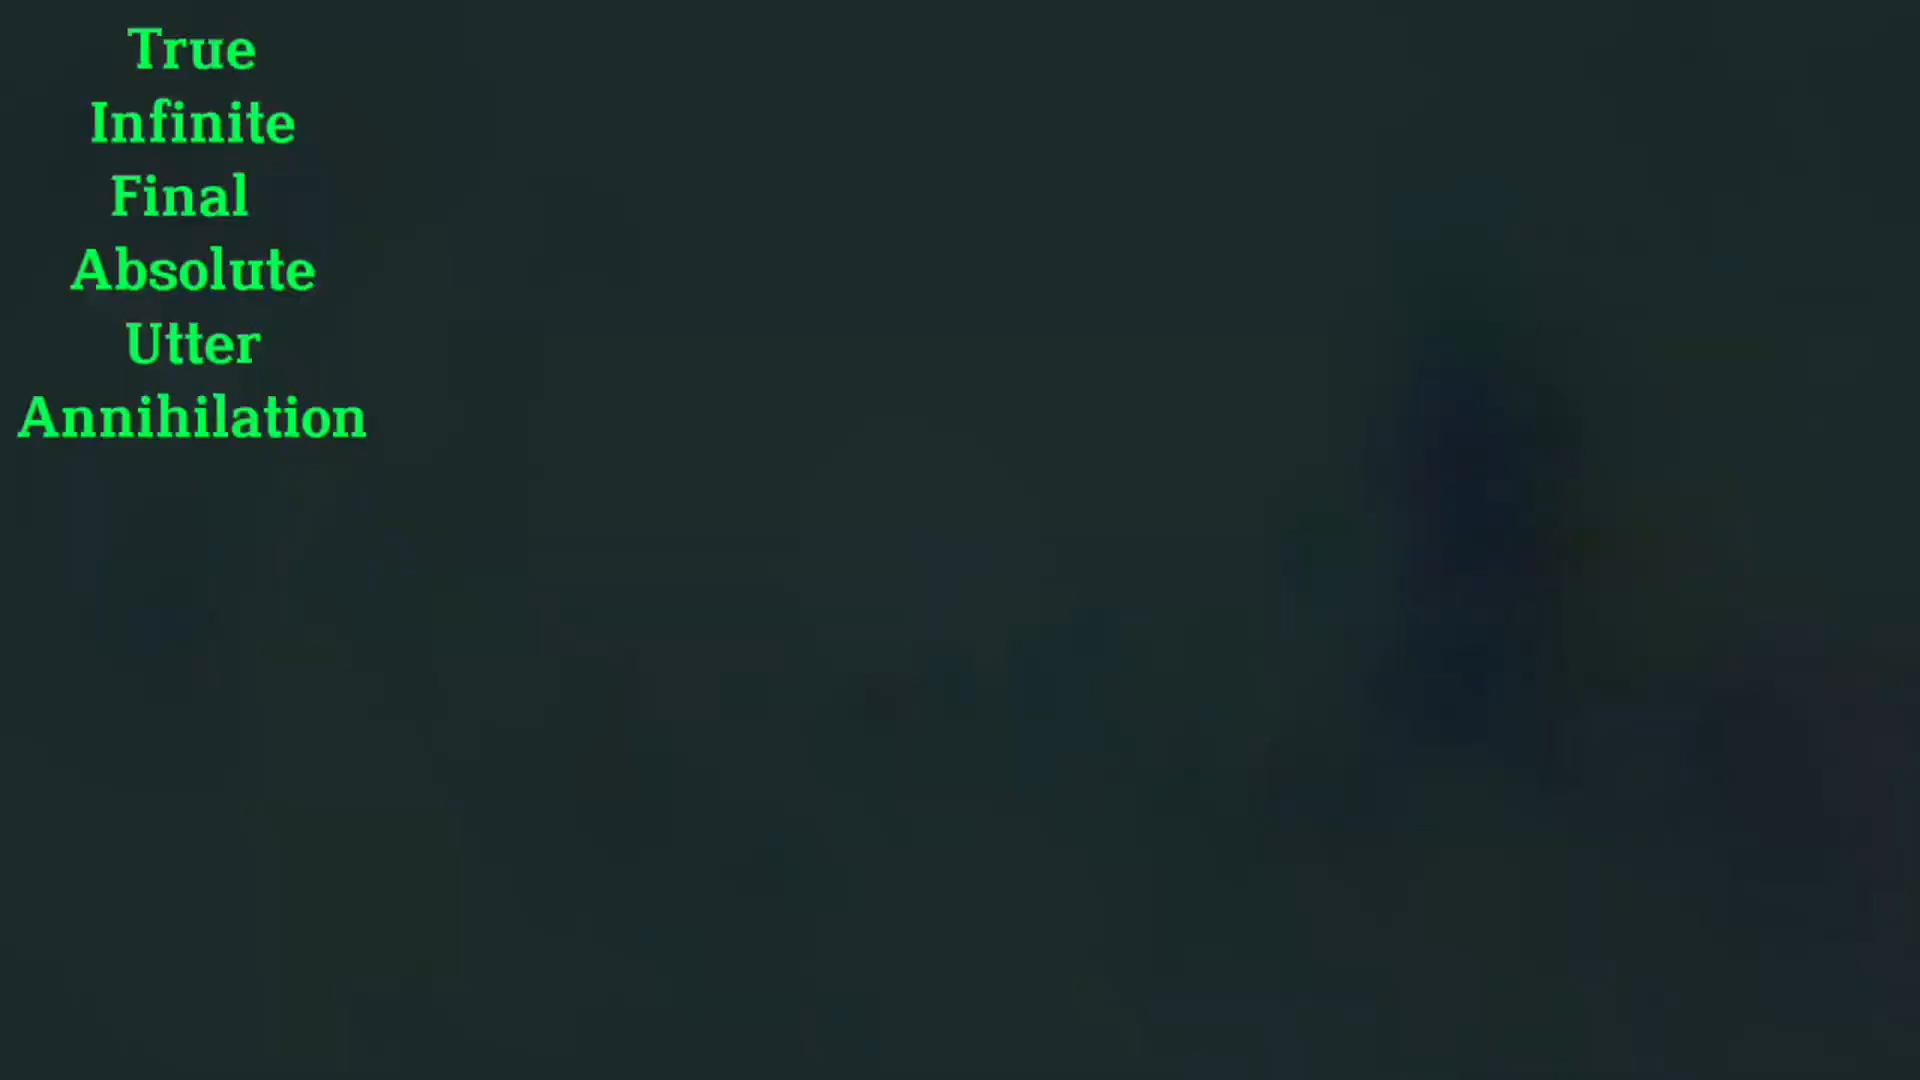 True
Infinite
Final
Absolute
Utter
Annihilation